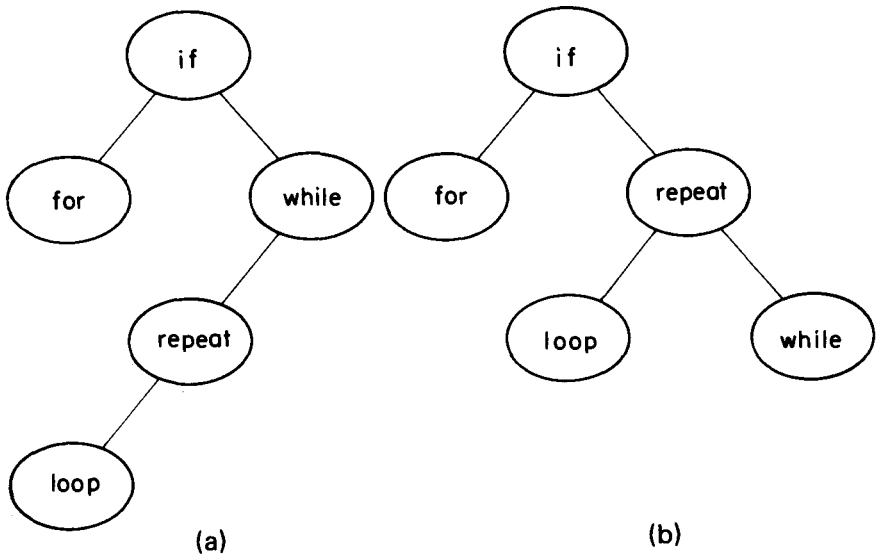 if
for
while
repeat
loop
(a)
if
for
repeat
loop
while
(b)